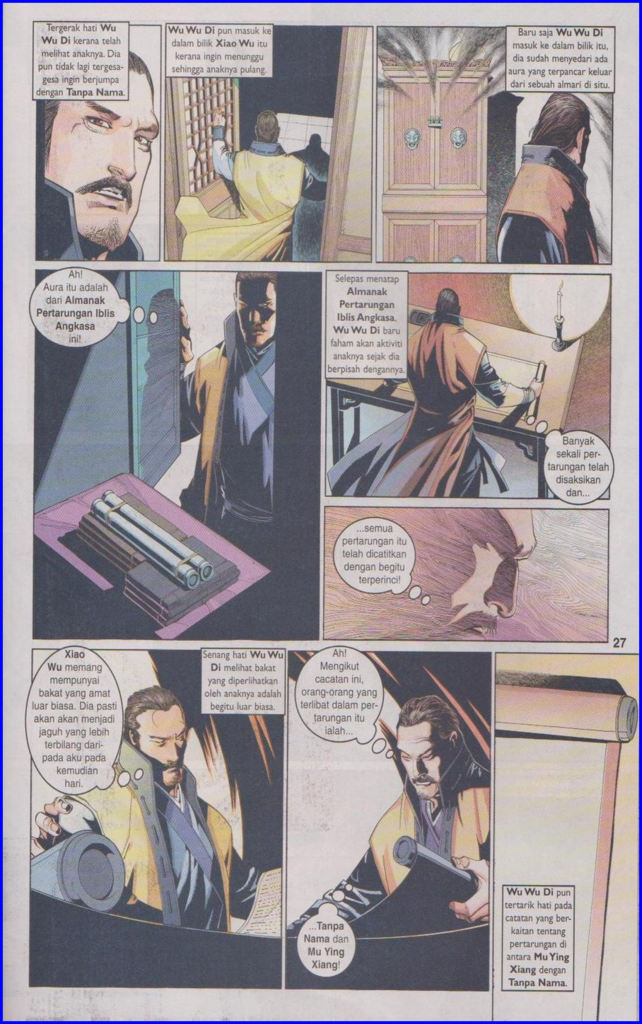 Tergerak hati Wu
Wu Di kerana telah
melihat anaknya. Dia
pun tidak lagi tergesa-
gesa ingin berjumpa
dengan Tanpa Nama.
Wu Wu Di pun masuk ke
dalam bilik Xiao Wu itu
kerana ingin menunggu
sehingga anaknya pulang.
Baru saja Wu Wu Di
masuk ke dalam bilik itu,
dia sudah menyedari ada
aura yang terpancar keluar
dari sebuah almari di situ.
Ah!
Aura itu adalah
dari Almanak
Pertarungan Iblis
Angkasa
ini!
Selepas menatap
Almanak
Pertarungan
Iblis Angkasa,
Wu Wu Di baru
faham akan aktiviti
anaknya sejak dia
berpisah dengannya.
Banyak
sekali per-
tarungan telah
disaksikan
dan...
...semua
pertarungan itu
telah dicatitkan
dengan begitu
terperinci!
27
Xiao
Wu memang
mempunyai
bakat yang amat
luar biasa. Dia pasti
akan akan menjadi
jaguh yang lebih
terbilang dari-
pada aku pada
kemudian
hari.
Senang hati Wu Wu
Di melihat bakat
yang diperlihatkan
oleh anaknya adalah
begitu luar biasa.
Ah!
Mengikut
cacatan ini,
orang-orang yang
terlibat dalam per-
tarungan itu
ialah...
...Tanpa
Nama dan
Mu Ying
Xiang!
Wu Wu Di pun
tertarik hati pada
catatan yang ber-
kaitan tentang
pertarungan di
antara Mu Ying
Xiang dengan
Tanpa Nama.